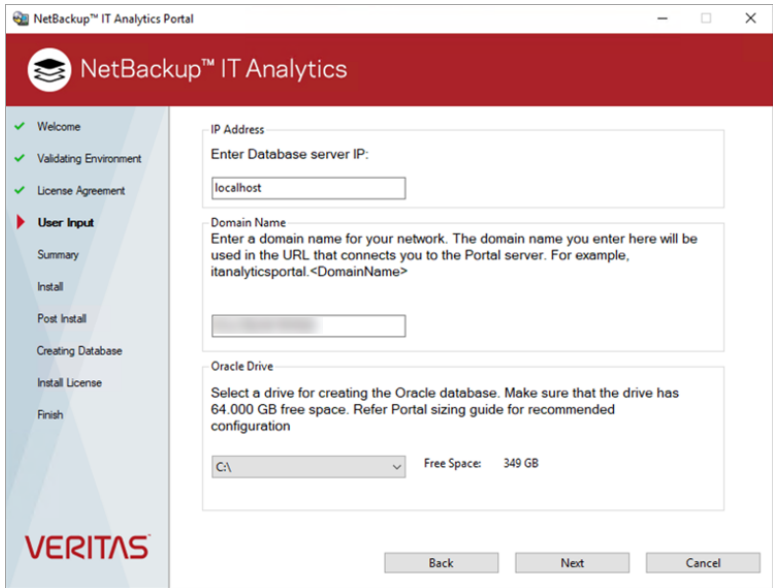 NetBackup™ IT Analytics Portal
NetBackup™ IT Analytics
Welcome
Validating Environment
License Agreement
User Input
Summary
Install
Post Install
Creating Database
Install License
Finish
VERITAS
IP Address
Enter Database server IP:
localhost
Domain Name
Enter a domain name for your network. The domain name you enter here will be
used in the URL that connects you to the Portal server. For example,
itanalyticsportal.<DomainName>
Oracle Drive
Select a drive for creating the Oracle database. Make sure that the drive has
64.000 GB free space. Refer Portal sizing guide for recommended
configuration
C:\ Free Space: 349 GB
Back Next Cancel